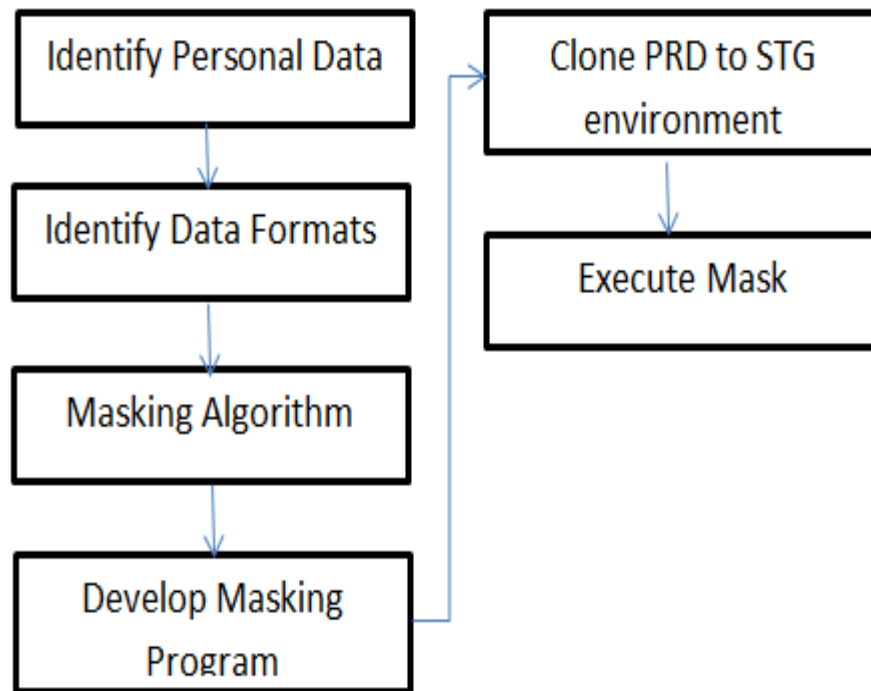 Identify Personal Data
Identify Data Formats
Masking Algorithm
Develop Masking
Program
Clone PRD to STG
environment
Execute Mask